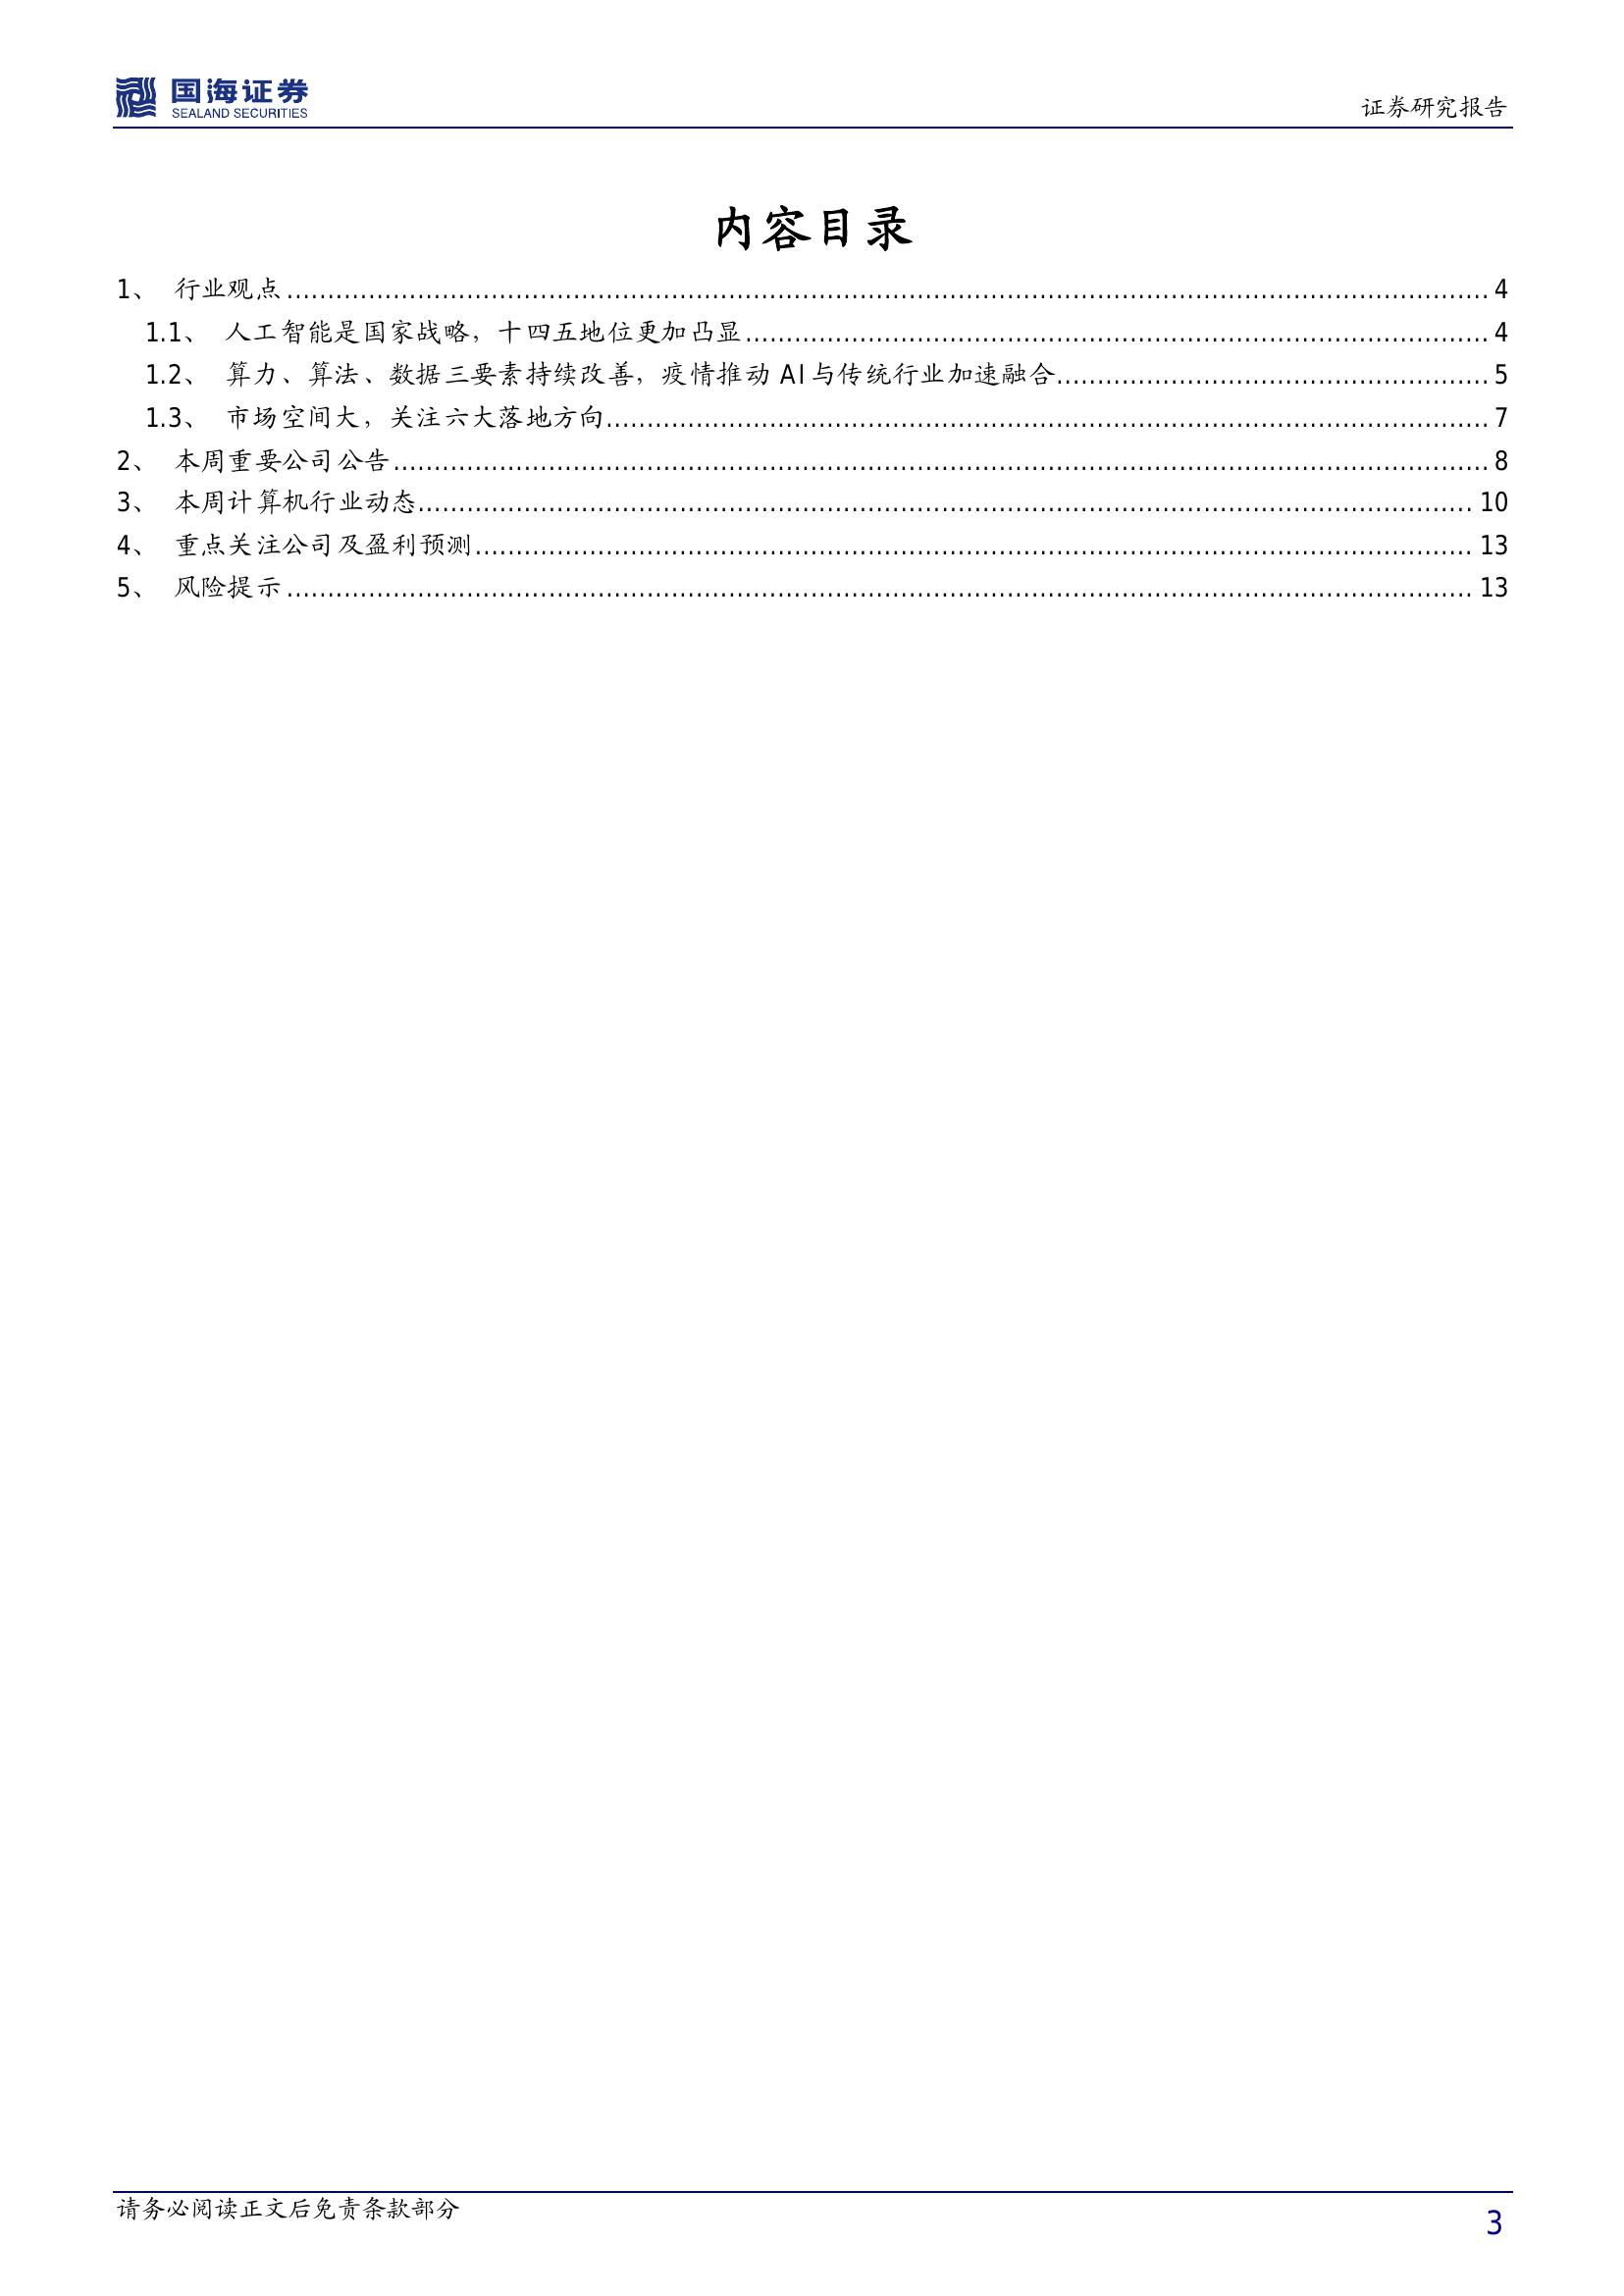 国海证券
SEALAND SECURITIES
证券研究报告
内容目录
1、 行业观点 ........................................................ 4
1.1、 人工智能是国家战略，十四五地位更加凸显 ........................................................ 4
1.2、 算力、算法、数据三要素持续改善，疫情推动 AI 与传统行业加速融合 ........................................................ 5
1.3、 市场空间大，关注六大落地方向 ........................................................ 7
2、 本周重要公司公告 ........................................................ 8
3、 本周计算机行业动态 ........................................................ 10
4、 重点关注公司及盈利预测 ........................................................ 13
5、 风险提示 ........................................................ 13
请务必阅读正文后免责条款部分
3